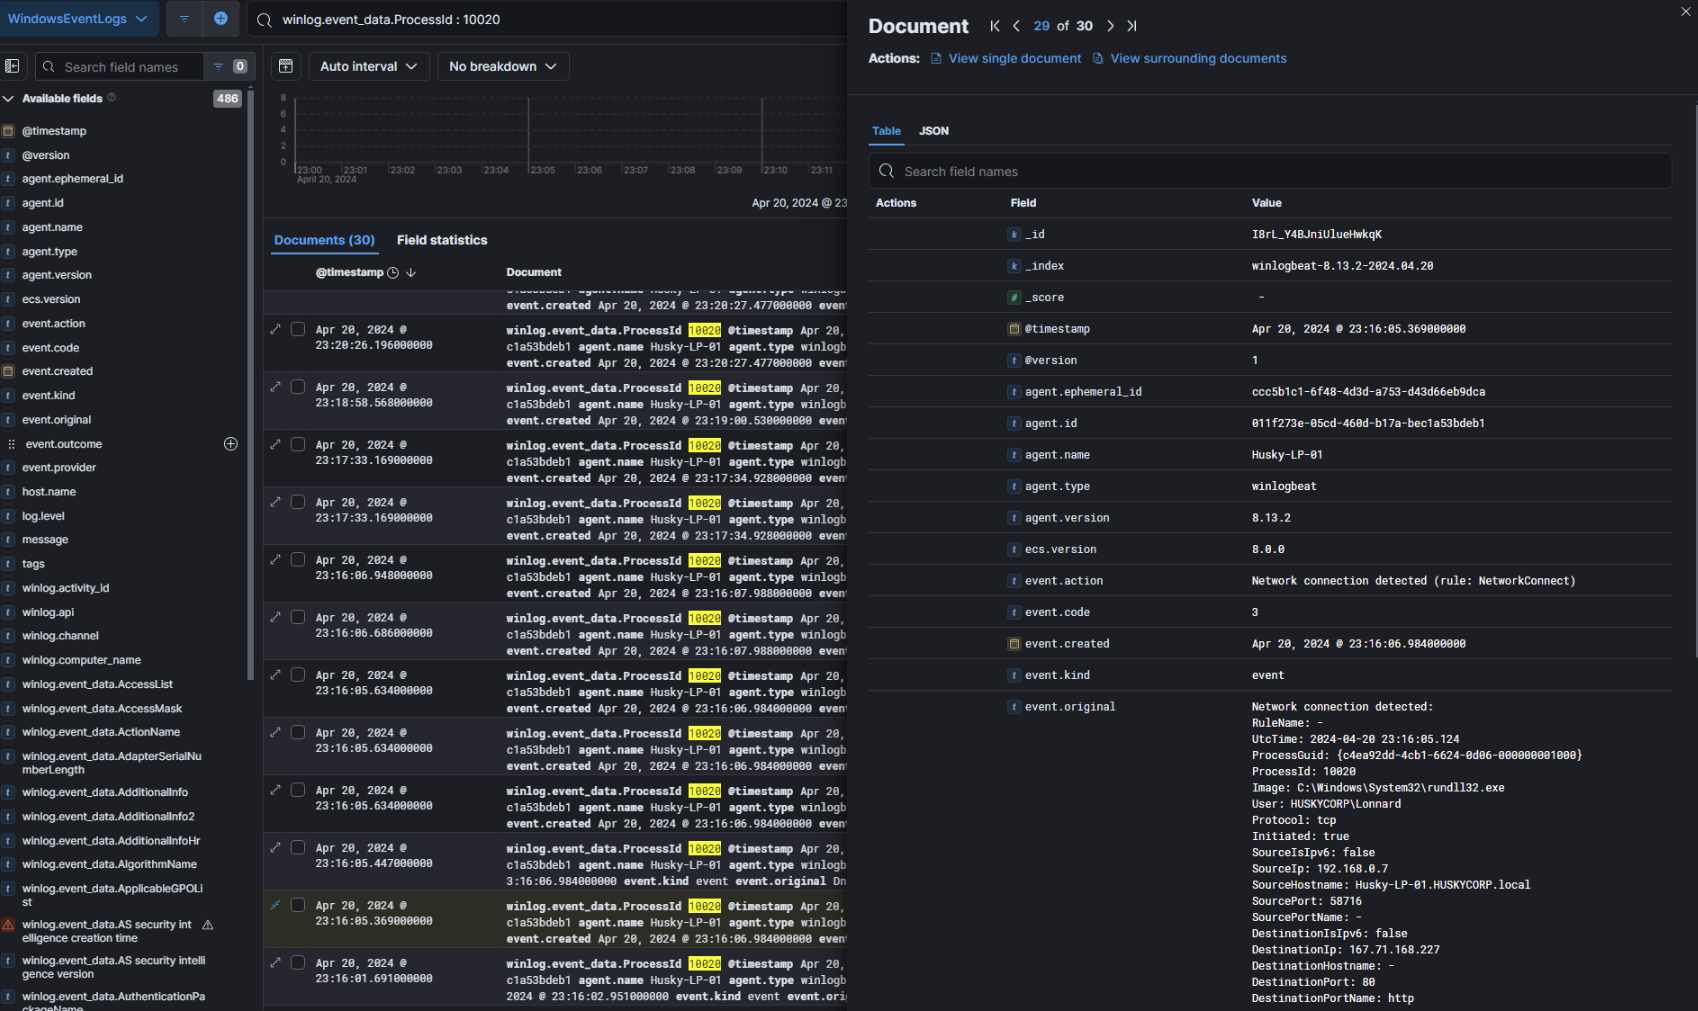 WindowsEventLogs
winlog.event_data.ProcessId : 10020
Search field names
0
Available fields
486
@timestamp
@version
agent.ephemeral_id
agent.id
agent.name
agent.type
agent.version
ecs.version
event.action
event.code
event.created
event.kind
event.original
event.outcome
event.provider
host.name
log.level
message
tags
winlog.activity_id
winlog.api
winlog.channel
winlog.computer_name
winlog.event_data.AccessList
winlog.event_data.AccessMask
winlog.event_data.ActionName
winlog.event_data.AdapterSerialNu
mberLength
winlog.event_data.AdditionalInfo
winlog.event_data.AdditionalInfo2
winlog.event_data.AdditionalInfoHr
winlog.event_data.AlgorithmName
winlog.event_data.ApplicableGPOLi
st
winlog.event_data.AS security int
elligence creation time
winlog.event_data.AS security intelli
gence version
winlog.event_data.AuthenticationPa
ckageName
Auto interval
No breakdown
8
6
4
2
0
23:00 23:01 23:02 23:03 23:04 23:05 23:06 23:07 23:08 23:09 23:10 23:11
April 20, 2024
Apr 20, 2024 @ 23
Documents (30) Field statistics
@timestamp Document
c1a53bdeb1 agent.name Husky-LP-01 agent.type winlogb
event.created Apr 20, 2024 @ 23:20:27.477000000 event
Apr 20, 2024 @
23:20:26.196000000
winlog.event_data.ProcessId 10020 @timestamp Apr 20,
c1a53bdeb1 agent.name Husky-LP-01 agent.type winlogb
event.created Apr 20, 2024 @ 23:20:27.477000000 event
Apr 20, 2024 @
23:18:58.568000000
winlog.event_data.ProcessId 10020 @timestamp Apr 20,
c1a53bdeb1 agent.name Husky-LP-01 agent.type winlogb
event.created Apr 20, 2024 @ 23:19:00.530000000 event
Apr 20, 2024 @
23:17:33.169000000
winlog.event_data.ProcessId 10020 @timestamp Apr 20,
c1a53bdeb1 agent.name Husky-LP-01 agent.type winlogb
event.created Apr 20, 2024 @ 23:17:34.928000000 event
Apr 20, 2024 @
23:17:33.169000000
winlog.event_data.ProcessId 10020 @timestamp Apr 20,
c1a53bdeb1 agent.name Husky-LP-01 agent.type winlogb
event.created Apr 20, 2024 @ 23:17:34.928000000 event
Apr 20, 2024 @
23:16:06.948000000
winlog.event_data.ProcessId 10020 @timestamp Apr 20,
c1a53bdeb1 agent.name Husky-LP-01 agent.type winlogb
event.created Apr 20, 2024 @ 23:16:07.988000000 event
Apr 20, 2024 @
23:16:06.686000000
winlog.event_data.ProcessId 10020 @timestamp Apr 20,
c1a53bdeb1 agent.name Husky-LP-01 agent.type winlogb
event.created Apr 20, 2024 @ 23:16:07.988000000 event
Apr 20, 2024 @
23:16:05.634000000
winlog.event_data.ProcessId 10020 @timestamp Apr 20,
c1a53bdeb1 agent.name Husky-LP-01 agent.type winlogb
event.created Apr 20, 2024 @ 23:16:06.984000000 event
Apr 20, 2024 @
23:16:05.634000000
winlog.event_data.ProcessId 10020 @timestamp Apr 20,
c1a53bdeb1 agent.name Husky-LP-01 agent.type winlogb
event.created Apr 20, 2024 @ 23:16:06.984000000 event
Apr 20, 2024 @
23:16:05.634000000
winlog.event_data.ProcessId 10020 @timestamp Apr 20,
c1a53bdeb1 agent.name Husky-LP-01 agent.type winlogb
event.created Apr 20, 2024 @ 23:16:06.984000000 event
Apr 20, 2024 @
23:16:05.447000000
winlog.event_data.ProcessId 10020 @timestamp Apr 20,
c1a53bdeb1 agent.name Husky-LP-01 agent.type winlogb
3:16:06.984000000 event.kind event event.original Dn
Apr 20, 2024 @
23:16:05.369000000
winlog.event_data.ProcessId 10020 @timestamp Apr 20,
c1a53bdeb1 agent.name Husky-LP-01 agent.type winlogb
event.created Apr 20, 2024 @ 23:16:06.984000000 event
Apr 20, 2024 @
23:16:01.691000000
winlog.event_data.ProcessId 10020 @timestamp Apr 20,
c1a53bdeb1 agent.name Husky-LP-01 agent.type winlogb
2024 @ 23:16:02.951000000 event.kind event event.ori
Document 29 of 30
Actions: View single document View surrounding documents
Table JSON
Search field names
Actions Field Value
_id I8rL_Y4BJniUlueHwkqK
_index winlogbeat-8.13.2-2024.04.20
_score -
@timestamp Apr 20, 2024 @ 23:16:05.369000000
@version 1
agent.ephemeral_id ccc5b1c1-6f48-4d3d-a753-d43d66eb9dca
agent.id 011f273e-05cd-460d-b17a-bec1a53bdeb1
agent.name Husky-LP-01
agent.type winlogbeat
agent.version 8.13.2
ecs.version 8.0.0
event.action Network connection detected (rule: NetworkConnect)
event.code 3
event.created Apr 20, 2024 @ 23:16:06.984000000
event.kind event
event.original Network connection detected:
RuleName: -
UtcTime: 2024-04-20 23:16:05.124
ProcessGuid: {c4ea92dd-4cb1-6624-0d06-000000001000}
ProcessId: 10020
Image: C:\Windows\System32\rundll32.exe
User: HUSKYCORP\Lonnard
Protocol: tcp
Initiated: true
SourceIsIpv6: false
SourceIp: 192.168.0.7
SourceHostname: Husky-LP-01.HUSKYCORP.local
SourcePort: 58716
SourcePortName: -
DestinationIsIpv6: false
DestinationIp: 167.71.168.227
DestinationHostname: -
DestinationPort: 80
DestinationPortName: http